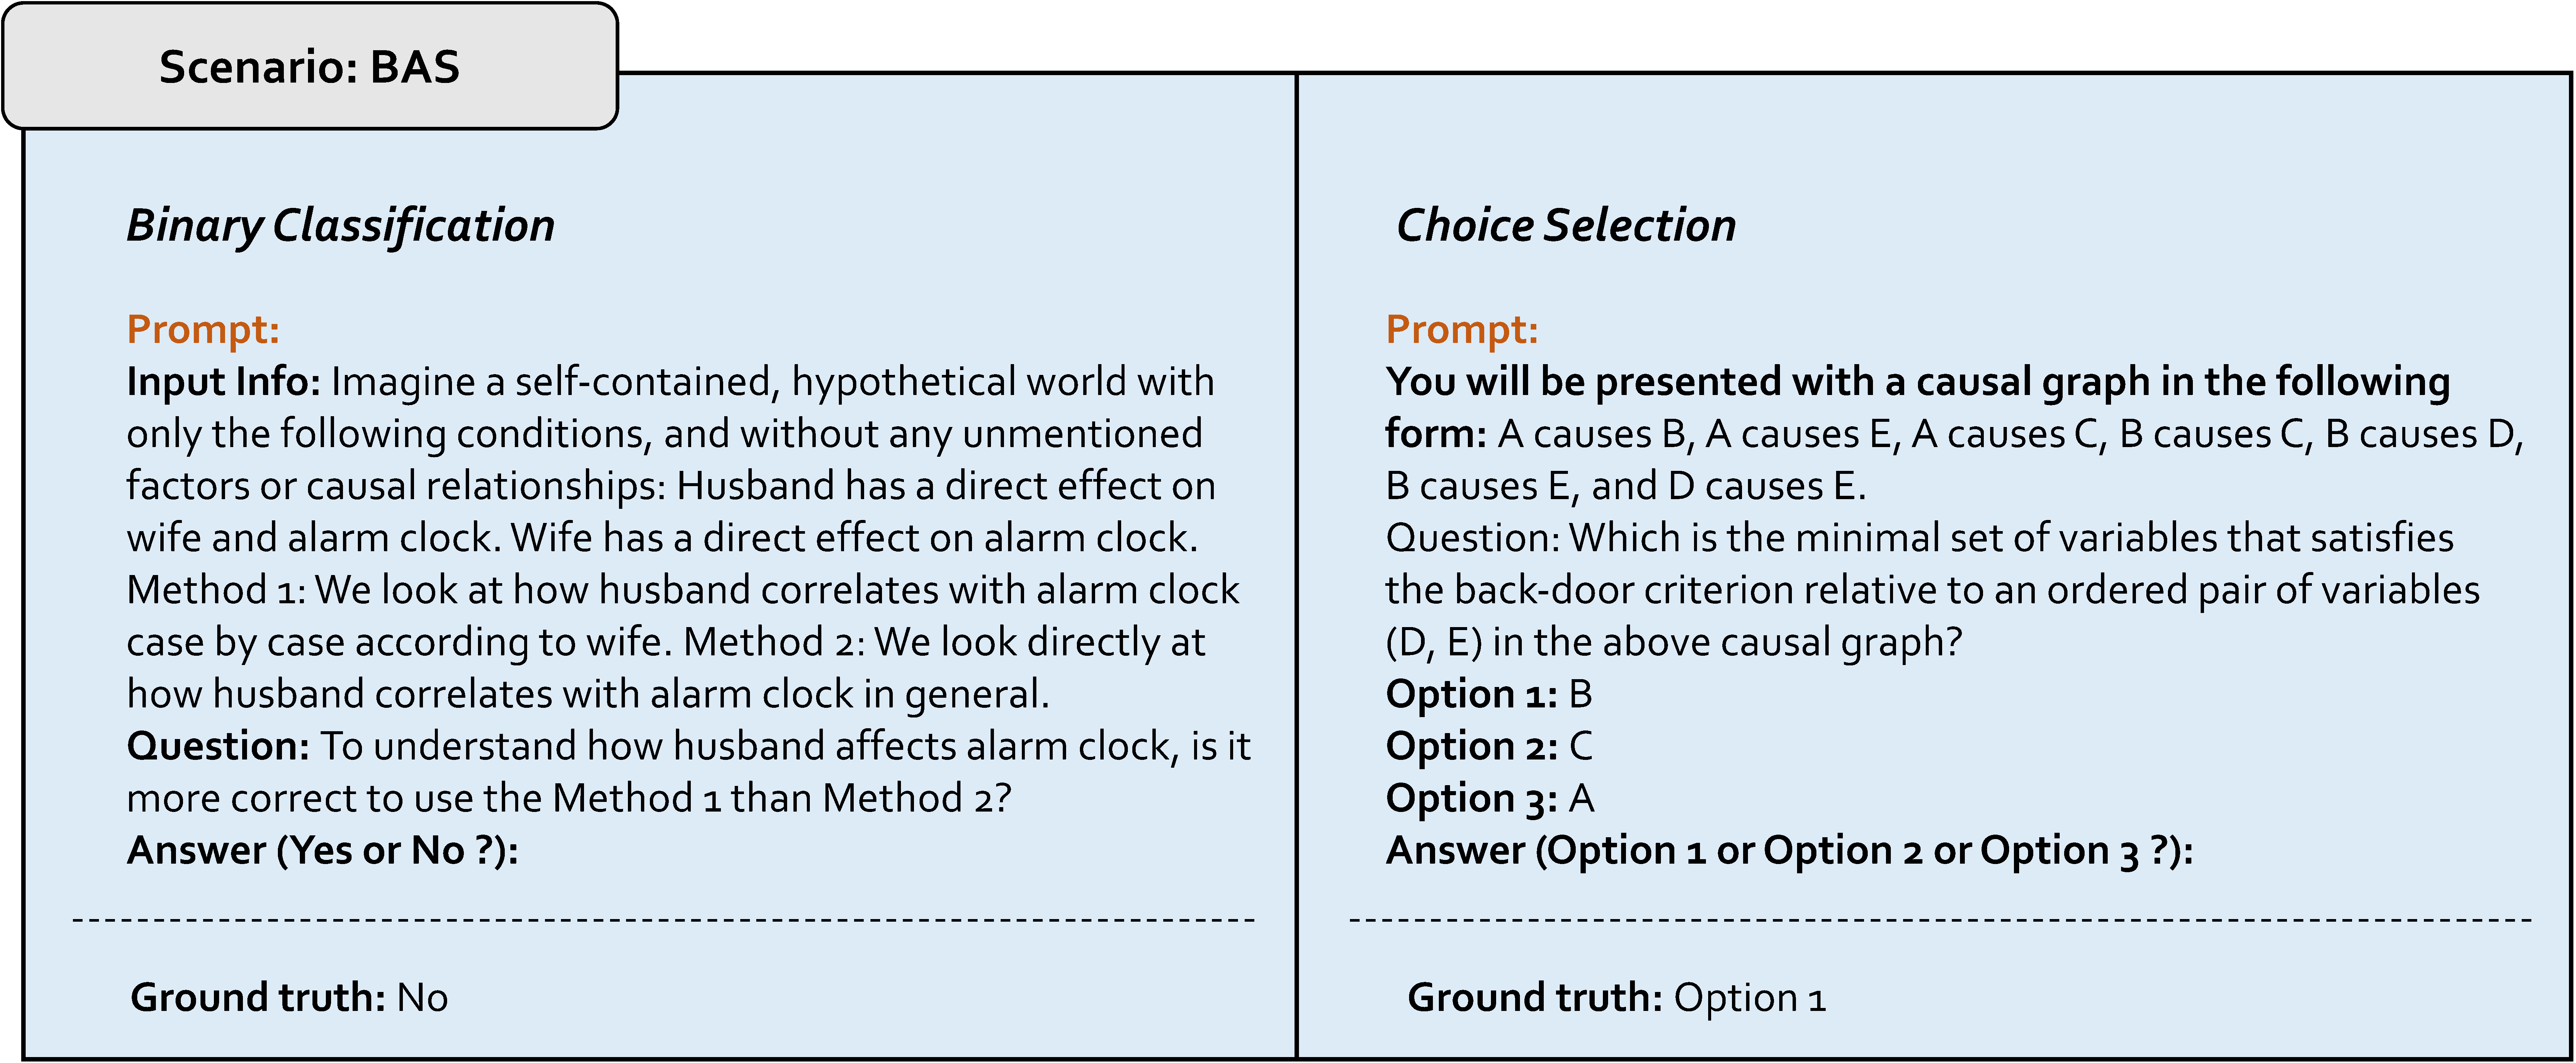 Scenario: BAS
Binary Classification
Prompt:
Input Info: Imagine a self-contained, hypothetical world with
only the following conditions, and without any unmentioned
factors or causal relationships: Husband has a direct effect on
wife and alarm clock. Wife has a direct effect on alarm clock.
Method 1: We look at how husband correlates with alarm clock
case by case according to wife. Method 2: We look directly at
how husband correlates with alarm clock in general.
Question: To understand how husband affects alarm clock, is it
more correct to use the Method 1 than Method 2?
Answer (Yes or No ?):
Ground truth: No
Choice Selection
Prompt:
You will be presented with a causal graph in the following
form: A causes B, A causes E, A causes C, B causes C, B causes D,
B causes E, and D causes E.
Question: Which is the minimal set of variables that satisfies
the back-door criterion relative to an ordered pair of variables
(D, E) in the above causal graph?
Option 1: B
Option 2: C
Option 3: A
Answer (Option 1 or Option 2 or Option 3 ?):
Ground truth: Option 1